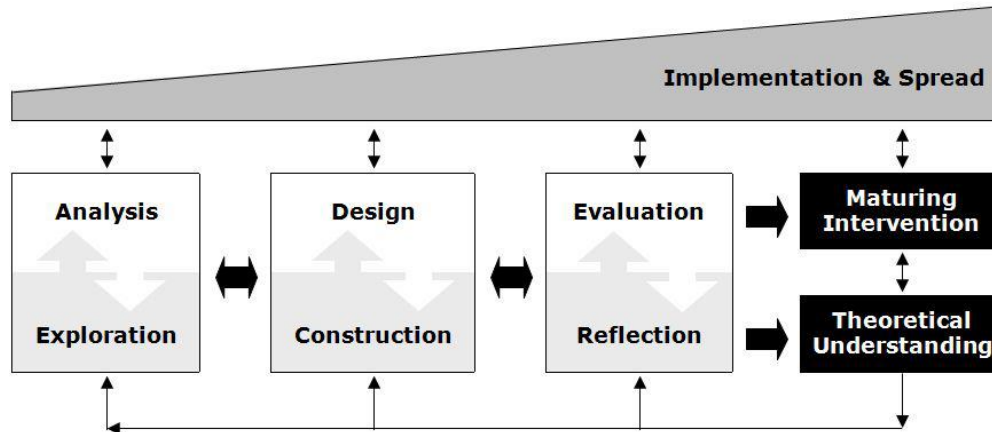 Implementation & Spread
Analysis
Exploration
Design
Construction
Evaluation
Reflection
Maturing
Intervention
Theoretical
Understanding